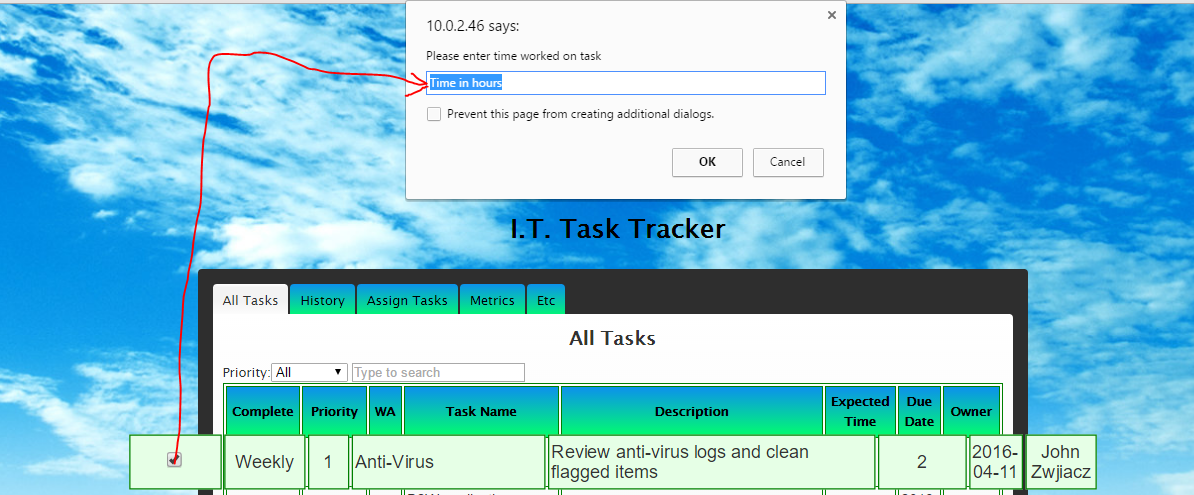 10.0.2.46 says:
Please enter time worked on task
Time in hours
Prevent this page from creating additional dialogs.
OK Cancel
I.T. Task Tracker
All Tasks History Assign Tasks Metrics Etc
All Tasks
Priority: All Type to search
Complete Priority WA Task Name Description Expected Time Due Date Owner
Weekly 1 Anti-Virus Review anti-virus logs and clean flagged items 2 2016-04-11 John Zwjiacz